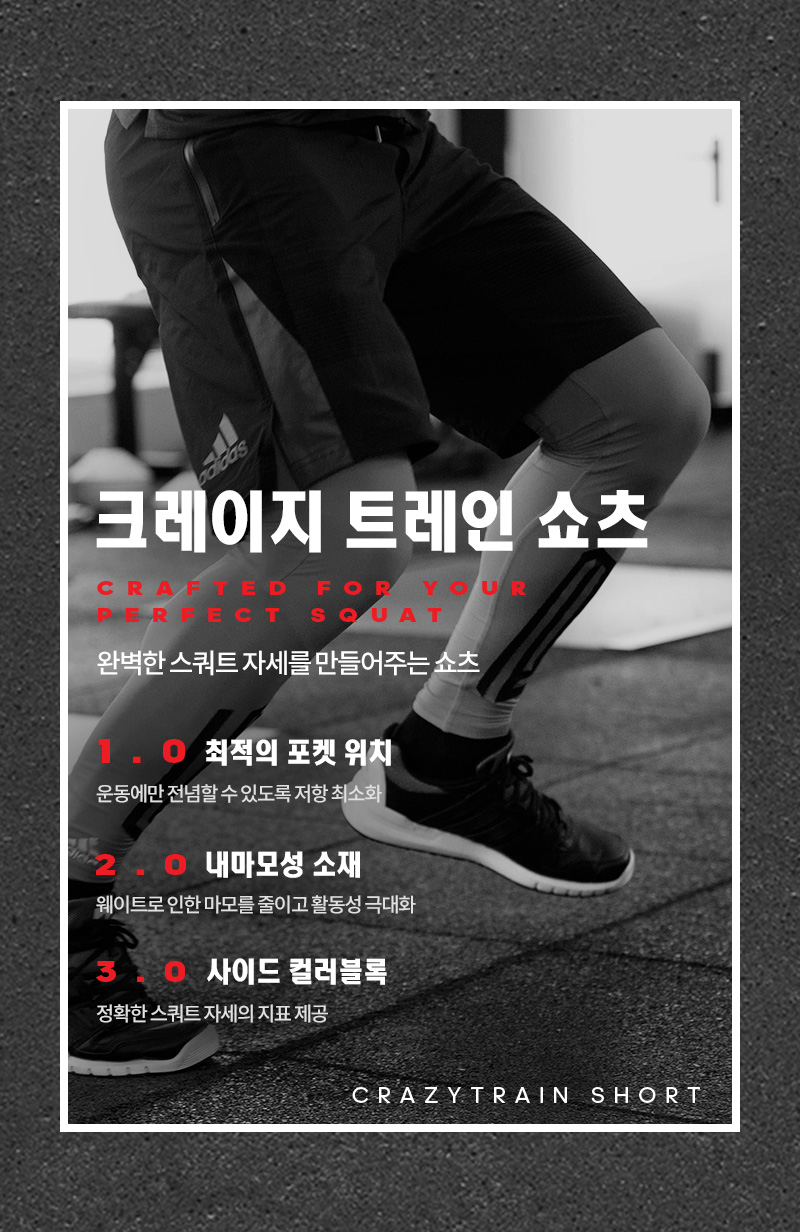 adidas
크레이지 트레인 쇼츠
CRAFTED FOR YOUR
PERFECT SQUAT
완벽한 스쿼트 자세를 만들어주는 쇼츠
1.0 최적의 포켓 위치
운동에만 전념할 수 있도록 저항 최소화
2.0 내마모성 소재
웨이트로 인한 마모를 줄이고 활동성 극대화
3.0 사이드 컬러블록
정확한 스쿼트 자세의 지표 제공
CRAZYTRAIN SHORT